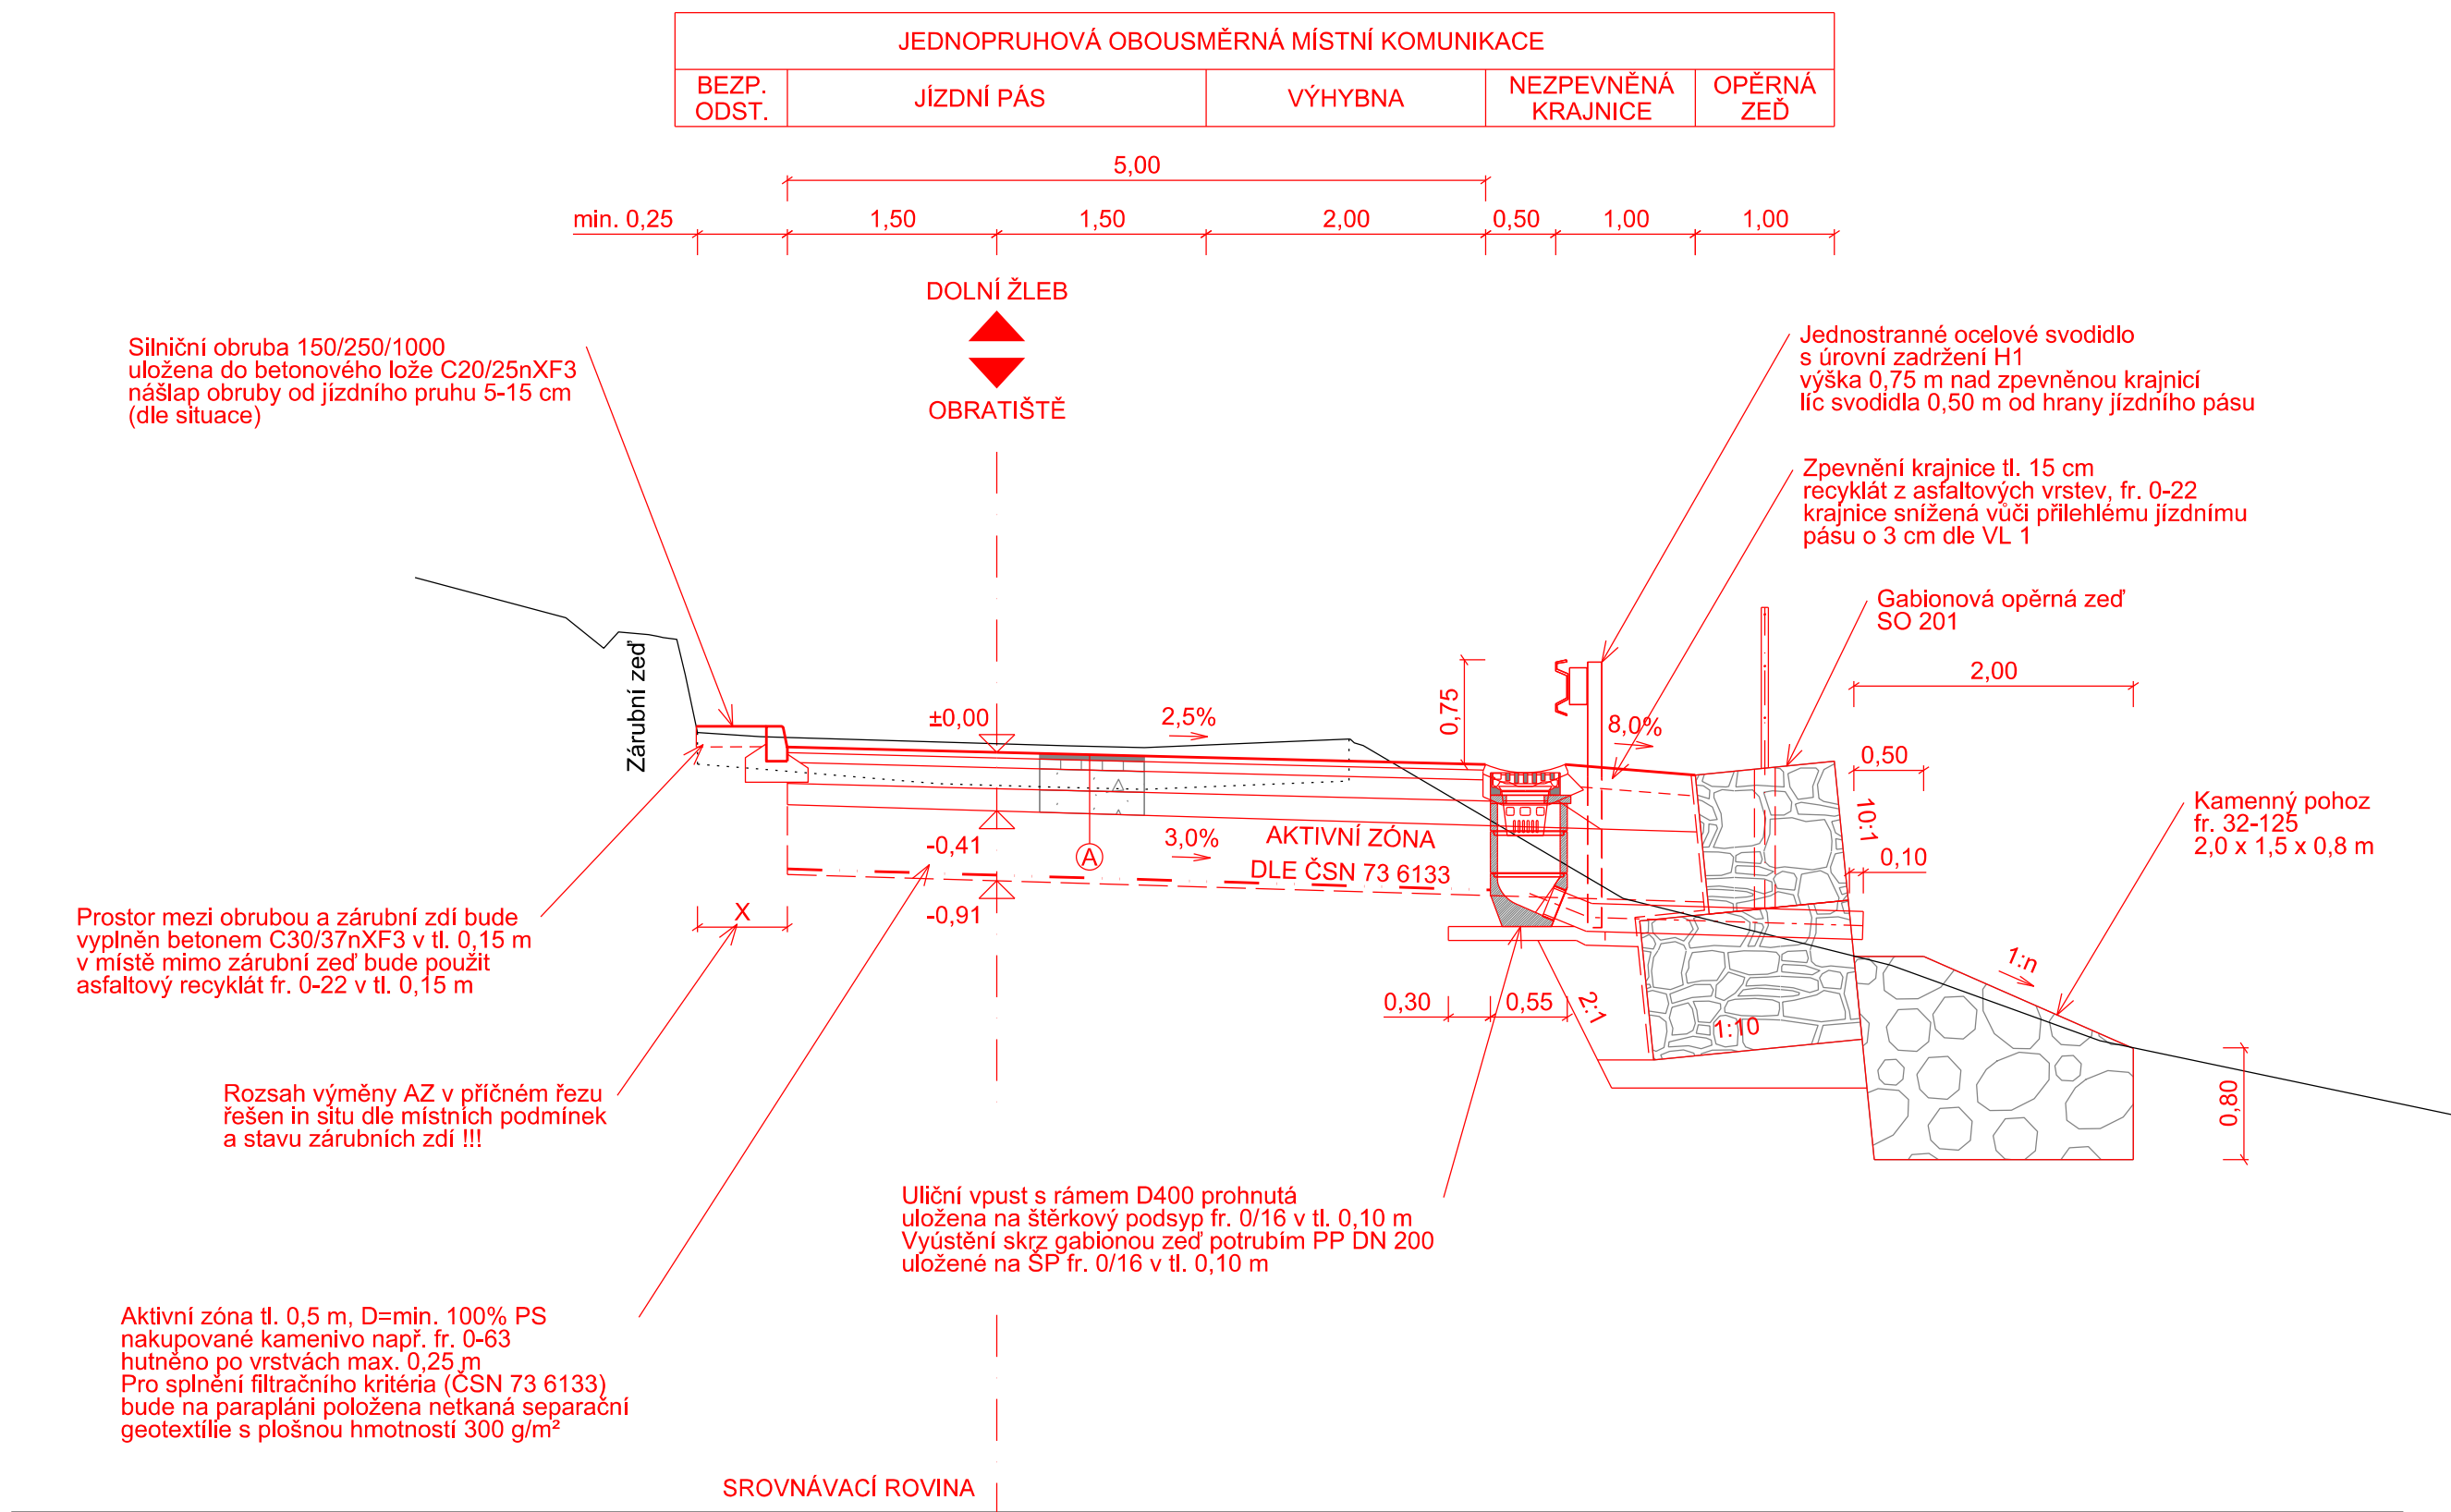 JEDNOPRUHOVÁ OBOUSMĚRNÁ MÍSTNÍ KOMUNIKACE
BEZP.
ODST.
JÍZDNÍ PÁS
VÝHYBNA
NEZPEVNĚNÁ
KRAJNICE
OPĚRNÁ
ZEĎ
5,00
min. 0,25
1,50
1,50
2,00
0,50
1,00
1,00
DOLNÍ ŽLEB
OBRATIŠTĚ
Silniční obruba 150/250/1000
uložena do betonového lože C20/25nXF3
nášlap obruby od jízdního pruhu 5-15 cm
(dle situace)
Jednostranné ocelové svodidlo
s úrovní zadržení H1
výška 0,75 m nad zpevněnou krajnicí
líc svodidla 0,50 m od hrany jízdního pásu
Zpevnění krajnice tl. 15 cm
recyklát z asfaltových vrstev, fr. 0-22
krajnice snížená vůči přilehlému jízdnímu
pásu o 3 cm dle VL 1
Gabionová opěrná zeď
SO 201
2,00
Zárubní zeď
±0,00
2,5%
0,75
8,0%
0,50
10:1
0,10
Kamenný pohoz
fr. 32-125
2,0 x 1,5 x 0,8 m
-0,41
A
3,0%
AKTIVNÍ ZÓNA
DLE ČSN 73 6133
-0,91
X
Prostor mezi obrubou a zárubní zdí bude
vyplněn betonem C30/37nXF3 v tl. 0,15 m
v místě mimo zárubní zeď bude použit
asfaltový recyklát fr. 0-22 v tl. 0,15 m
0,30
0,55
2:1
1:10
1:n
0,80
Rozsah výměny AZ v příčném řezu
řešen in situ dle místních podmínek
a stavu zárubních zdí !!!
Uliční vpust s rámem D400 prohnutá
uložena na štěrkový podsyp fr. 0/16 v tl. 0,10 m
Vyústění skrz gabionou zeď potrubím PP DN 200
uložené na ŠP fr. 0/16 v tl. 0,10 m
Aktivní zóna tl. 0,5 m, D=min. 100% PS
nakupované kamenivo např. fr. 0-63
hutněno po vrstvách max. 0,25 m
Pro splnění filtračního kritéria (ČSN 73 6133)
bude na parapláni položena netkaná separační
geotextílie s plošnou hmotností 300 g/m²
SROVNÁVACÍ ROVINA